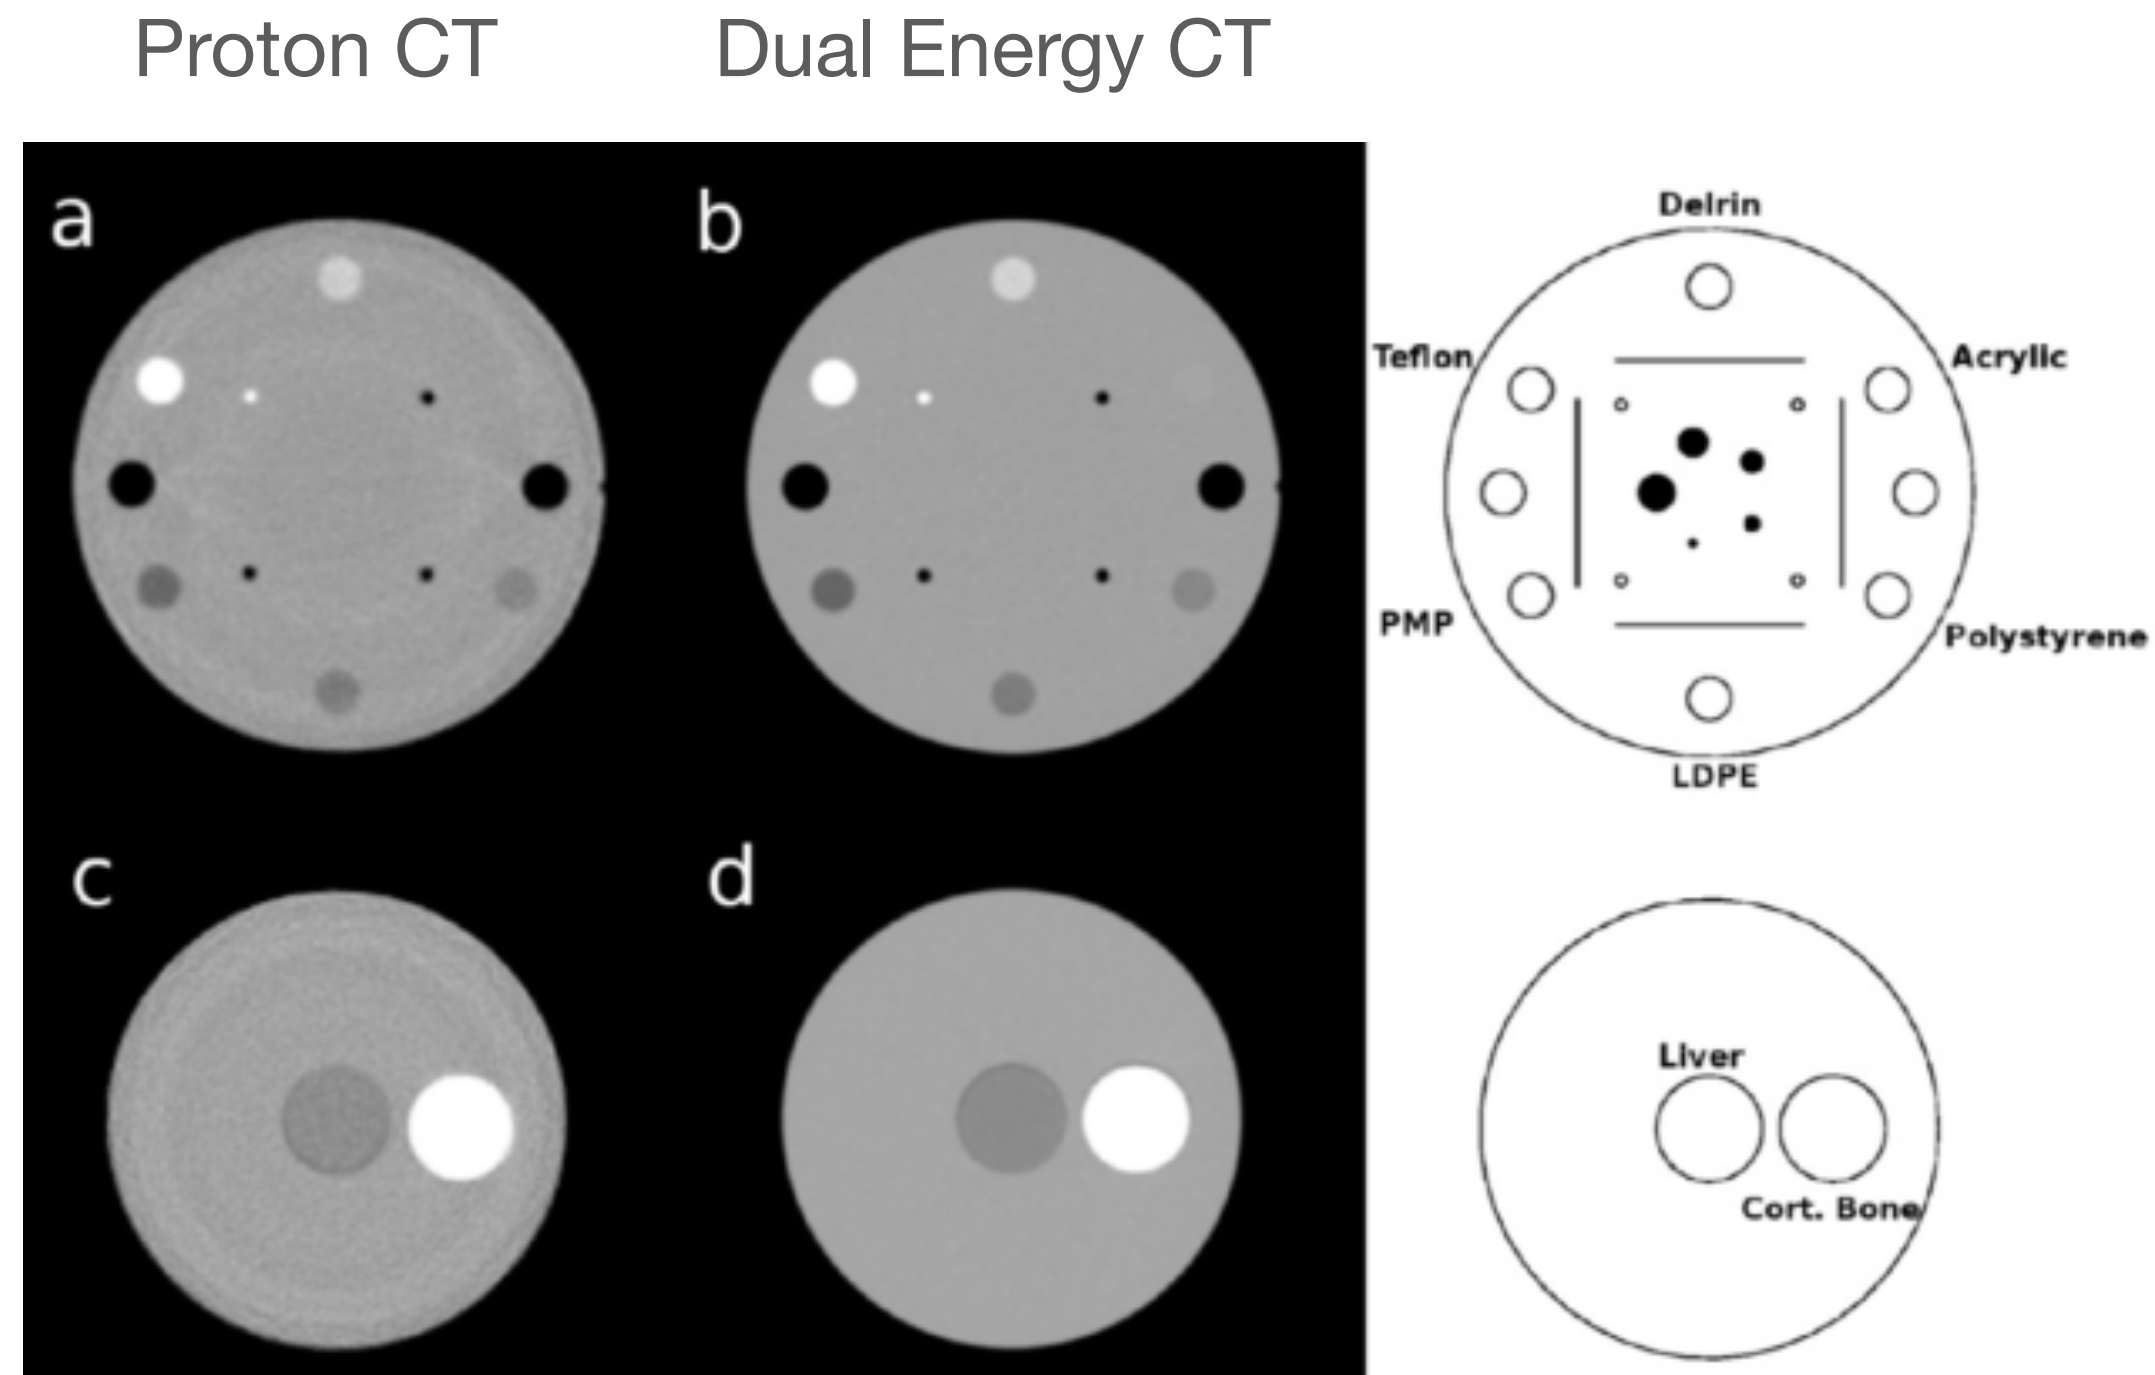 Proton CT
Dual Energy CT
a
b
Delrin
Teflon
Acrylic
PMP
Polystyrene
LDPE
c
d
Liver
Cort. Bone